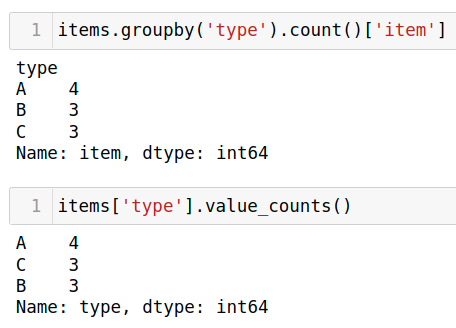 1 items.groupby('type').count()['item']
type
A    4
B    3
C    3
Name: item, dtype: int64
1 items['type'].value_counts()
A    4
C    3
B    3
Name: type, dtype: int64